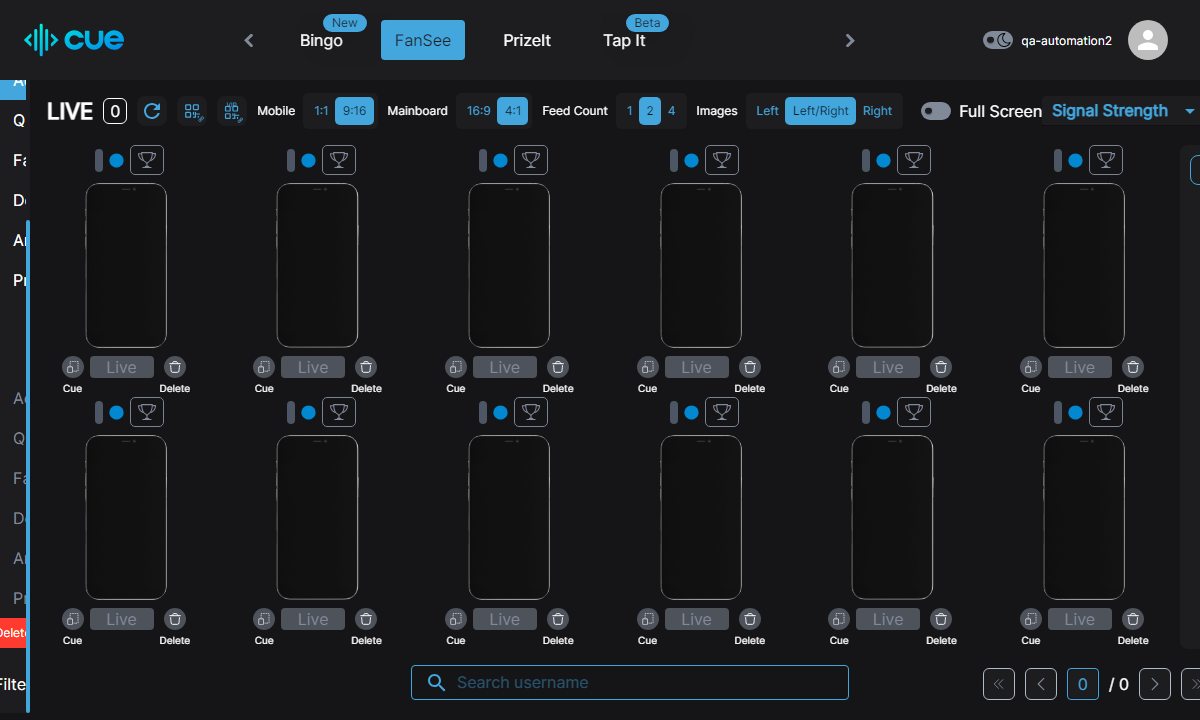 cue
New
Bingo
FanSee
PrizeIt
Beta
Tap It
qa-automation2
LIVE 0
Mobile 1:1 9:16
Mainboard 16:9 4:1
Feed Count 1 2 4
Images Left Left/Right Right
Full Screen
Signal Strength
Q
Fa
Live Live Live Live Live Live
Cue Delete Cue Delete Cue Delete Cue Delete Cue Delete Cue Delete
Live Live Live Live Live Live
Cue Delete Cue Delete Cue Delete Cue Delete Cue Delete Cue Delete
Delete
Filte
Search username
0 / 0